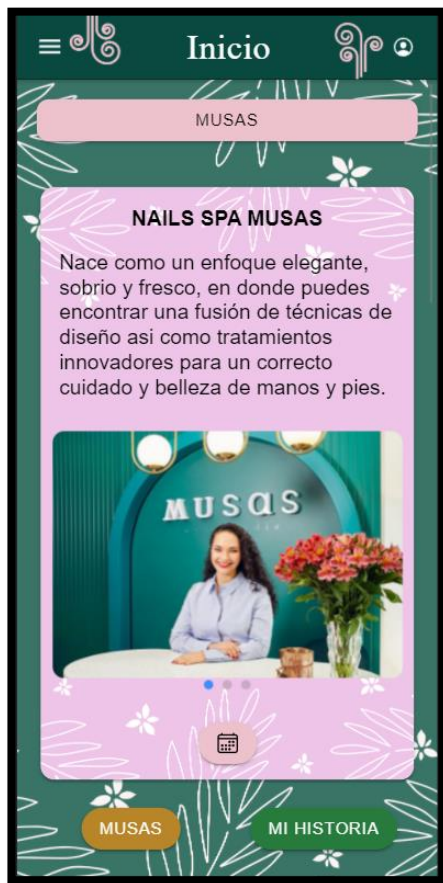 Inicio
MUSAS
NAILS SPA MUSAS
Nace como un enfoque elegante,
sobrio y fresco, en donde puedes
encontrar una fusión de técnicas de
diseño asi como tratamientos
innovadores para un correcto
cuidado y belleza de manos y pies.
MUSAS
MUSAS
MI HISTORIA